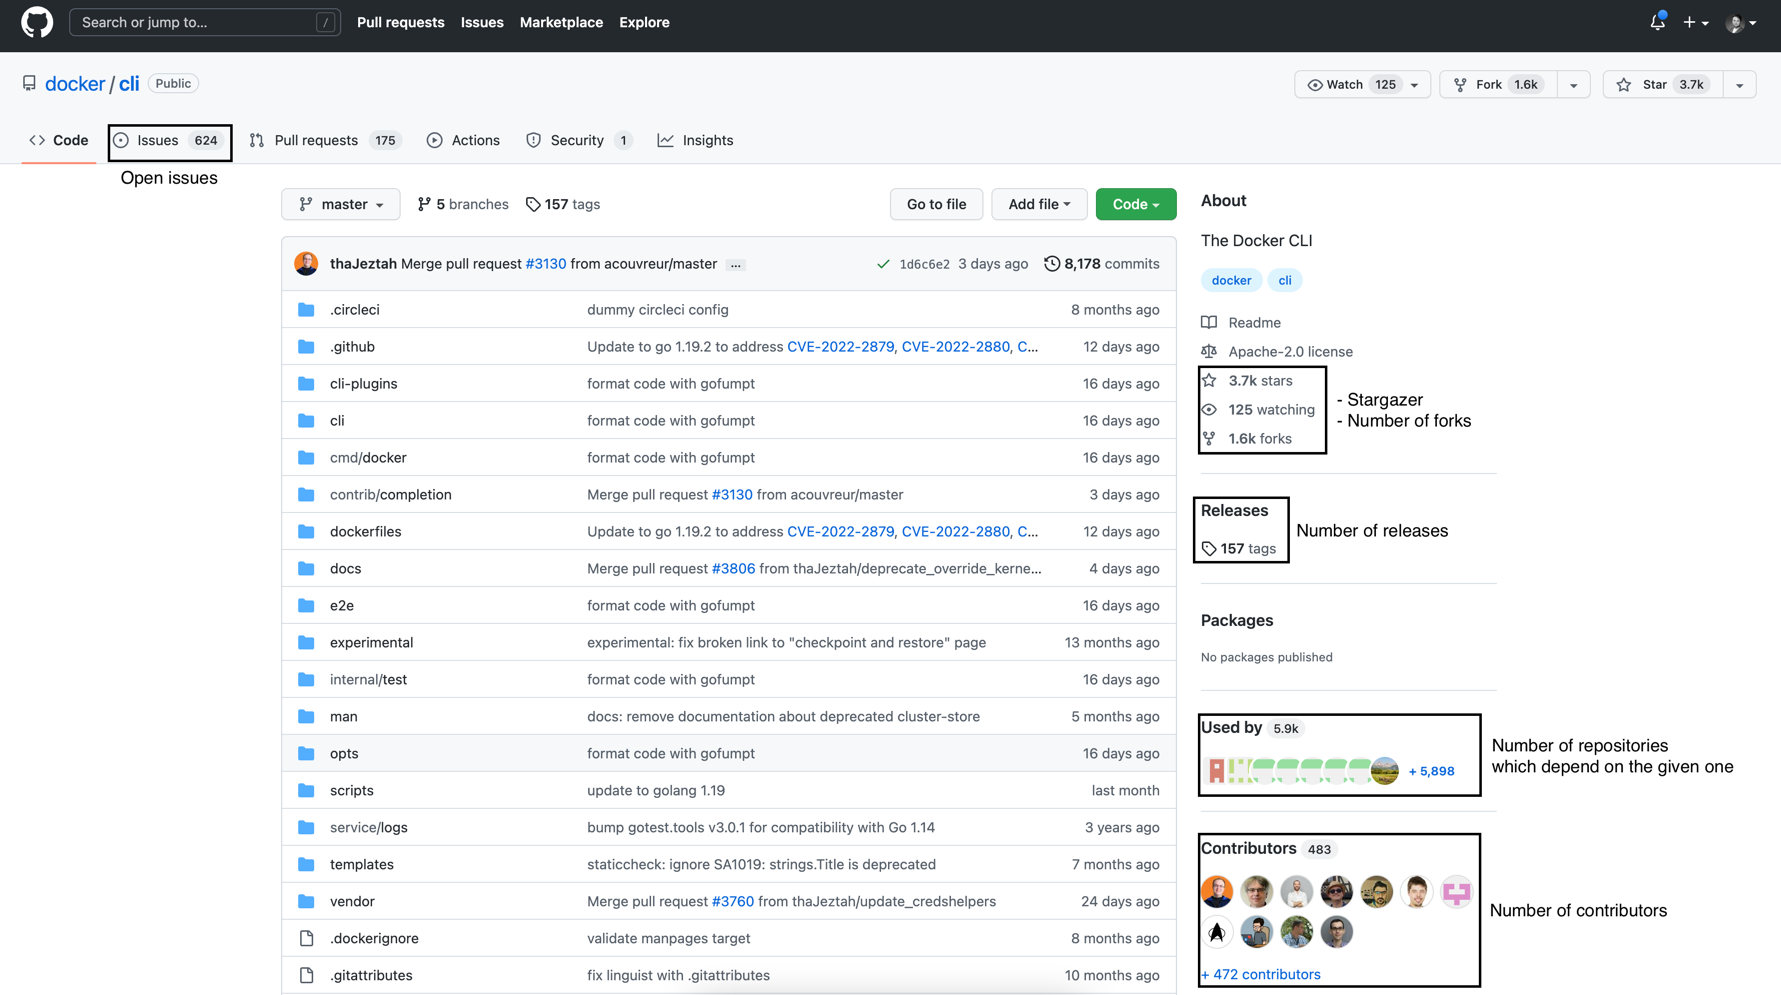 Search or jump to... /
Pull requests Issues Marketplace Explore
docker / cli Public
Watch 125 Fork 1.6k Star 3.7k
Code Issues 624 Pull requests 175 Actions Security 1 Insights
Open issues
master 5 branches 157 tags Go to file Add file Code
thaJeztah Merge pull request #3130 from acouvreur/master ... 1d6c6e2 3 days ago 8,178 commits
.circleci dummy circleci config 8 months ago
.github Update to go 1.19.2 to address CVE-2022-2879, CVE-2022-2880, C... 12 days ago
cli-plugins format code with gofumpt 16 days ago
cli format code with gofumpt 16 days ago
cmd/docker format code with gofumpt 16 days ago
contrib/completion Merge pull request #3130 from acouvreur/master 3 days ago
dockerfiles Update to go 1.19.2 to address CVE-2022-2879, CVE-2022-2880, C... 12 days ago
docs Merge pull request #3806 from thaJeztah/deprecate_override_kerne... 4 days ago
e2e format code with gofumpt 16 days ago
experimental experimental: fix broken link to "checkpoint and restore" page 13 months ago
internal/test format code with gofumpt 16 days ago
man docs: remove documentation about deprecated cluster-store 5 months ago
opts format code with gofumpt 16 days ago
scripts update to golang 1.19 last month
service/logs bump gotest.tools v3.0.1 for compatibility with Go 1.14 3 years ago
templates staticcheck: ignore SA1019: strings.Title is deprecated 7 months ago
vendor Merge pull request #3760 from thaJeztah/update_credshelpers 24 days ago
.dockerignore validate manpages target 8 months ago
.gitattributes fix linguist with .gitattributes 10 months ago
About
The Docker CLI
docker cli
Readme
Apache-2.0 license
3.7k stars
125 watching
1.6k forks
- Stargazer
- Number of forks
Releases
157 tags
Number of releases
Packages
No packages published
Used by 5.9k
+ 5,898
Number of repositories
which depend on the given one
Contributors 483
+ 472 contributors
Number of contributors